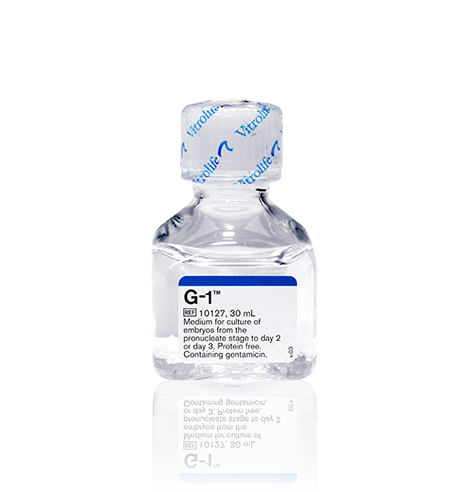 Vitrolife
Vitrolife
Vitrolife
G-1™
REF 10127, 30 mL
Medium for culture of
embryos from the
pronucleate stage to day 2
or day 3. Protein free.
Containing gentamicin.